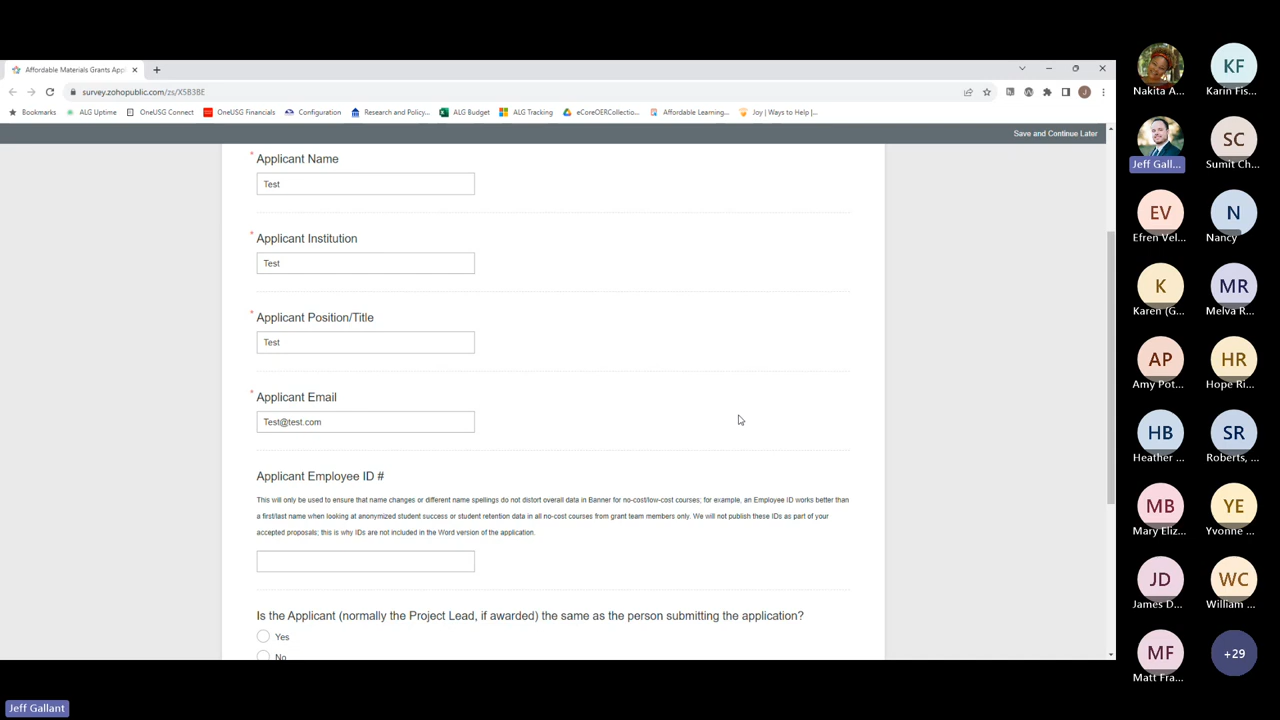 Affordable Materials Grants Appl
survey.zohopublic.com/zs/X5B3BE
Bookmarks
ALG Uptime
OneUSG Connect
OneUSG Financials
Configuration
Research and Policy...
ALG Budget
ALG Tracking
eCoreOERCollectio...
Affordable Learning...
Joy | Ways to Help |...
J
Save and Continue Later
* Applicant Name
Test
* Applicant Institution
Test
* Applicant Position/Title
Test
* Applicant Email
Test@test.com
Applicant Employee ID #
This will only be used to ensure that name changes or different name spellings do not distort overall data in Banner for no-cost/low-cost courses; for example, an Employee ID works better than
a first/last name when looking at anonymized student success or student retention data in all no-cost courses from grant team members only. We will not publish these IDs as part of your
accepted proposals; this is why IDs are not included in the Word version of the application.
Is the Applicant (normally the Project Lead, if awarded) the same as the person submitting the application?
Yes
No
Nakita A...
KF
Karin Fis...
Jeff Gall...
SC
Sumit Ch...
EV
Efren Vel...
N
Nancy
K
Karen (G...
MR
Melva R...
AP
Amy Pot...
HR
Hope Ri...
HB
Heather ...
SR
Roberts, ...
MB
Mary Eliz...
YE
Yvonne ...
JD
James D...
WC
William ...
MF
Matt Fra...
+29
Jeff Gallant